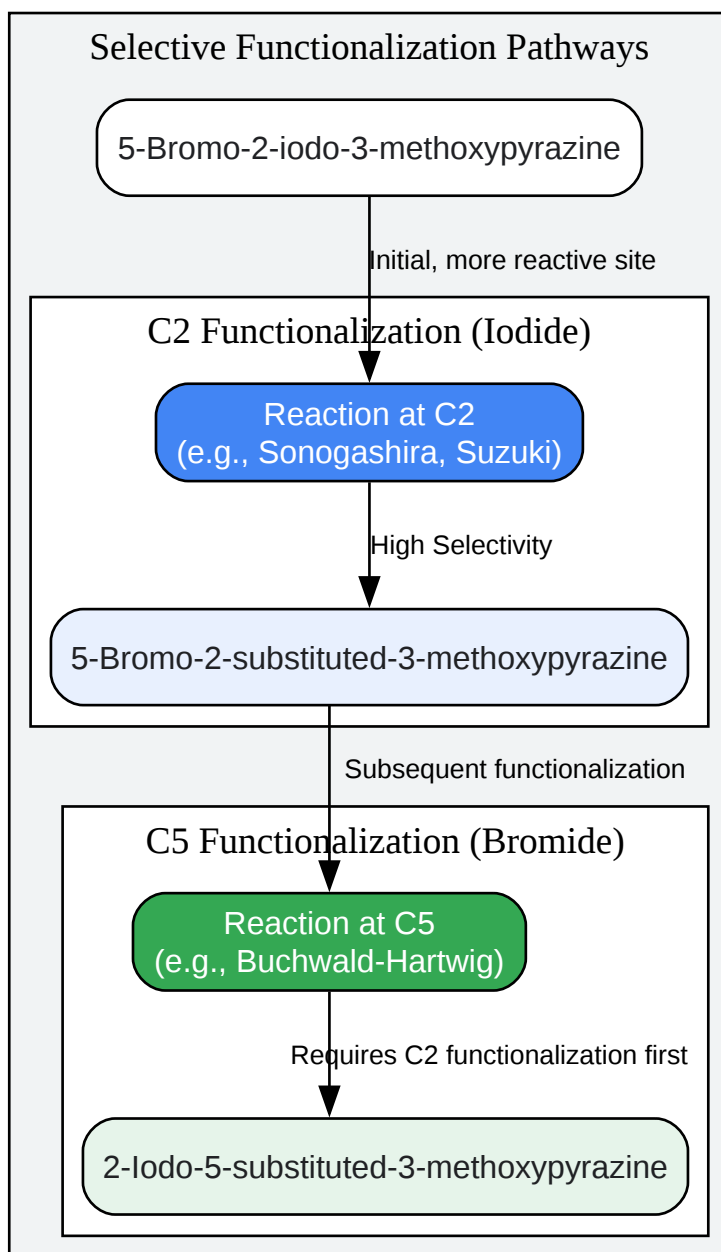 Selective Functionalization Pathways
5-Bromo-2-iodo-3-methoxypyrazine
Initial, more reactive site
C2 Functionalization (Iodide)
Reaction at C2
(e.g., Sonogashira, Suzuki)
High Selectivity
5-Bromo-2-substituted-3-methoxypyrazine
Subsequent functionalization
C5 Functionalization (Bromide)
Reaction at C5
(e.g., Buchwald-Hartwig)
Requires C2 functionalization first
2-Iodo-5-substituted-3-methoxypyrazine